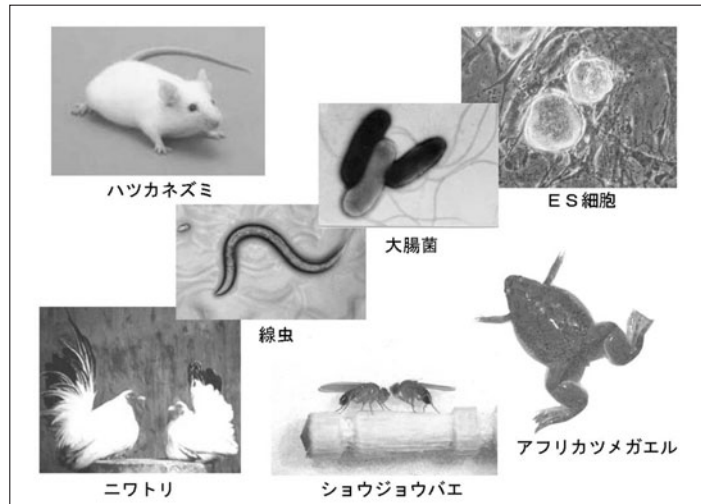 ハツカネズミ
ES細胞
大腸菌
線虫
アフリカツメガエル
ニワトリ
ショウジョウバエ